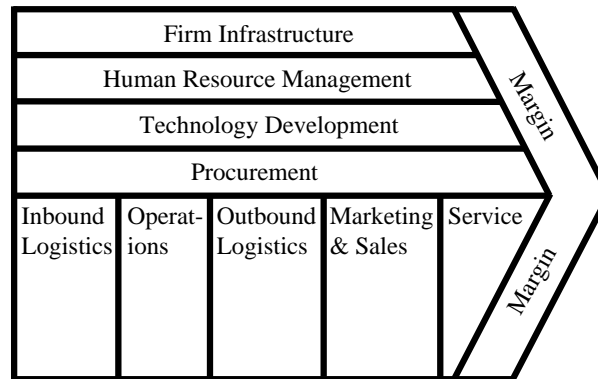 Firm Infrastructure
Human Resource Management
Technology Development
Procurement
Margin
Inbound
Logistics
Operat-
ions
Outbound
Logistics
Marketing
& Sales
Service
Margin